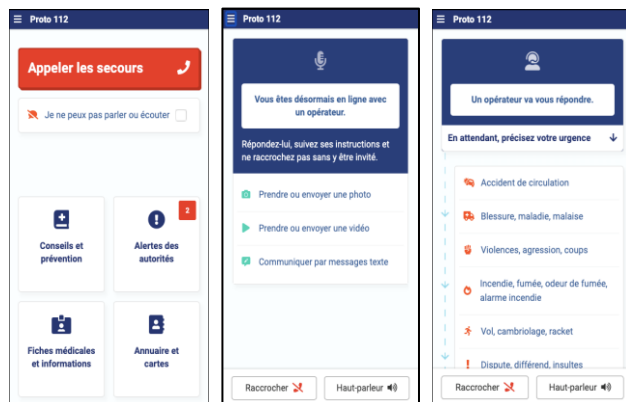 Proto 112
Appeler les secours
Je ne peux pas parler ou écouter
Conseils et
prévention
2
Alertes des
autorités
Fiches médicales
et informations
Annuaire et
cartes
Proto 112
Vous êtes désormais en ligne avec
un opérateur.
Répondez-lui, suivez ses instructions et
ne raccrochez pas sans y être invité.
Prendre ou envoyer une photo
Prendre ou envoyer une vidéo
Communiquer par messages texte
Raccrocher
Haut-parleur
Proto 112
Un opérateur va vous répondre.
En attendant, précisez votre urgence
Accident de circulation
Blessure, maladie, malaise
Violences, agression, coups
Incendie, fumée, odeur de fumée,
alarme incendie
Vol, cambriolage, racket
Dispute, différend, insultes
Raccrocher
Haut-parleur